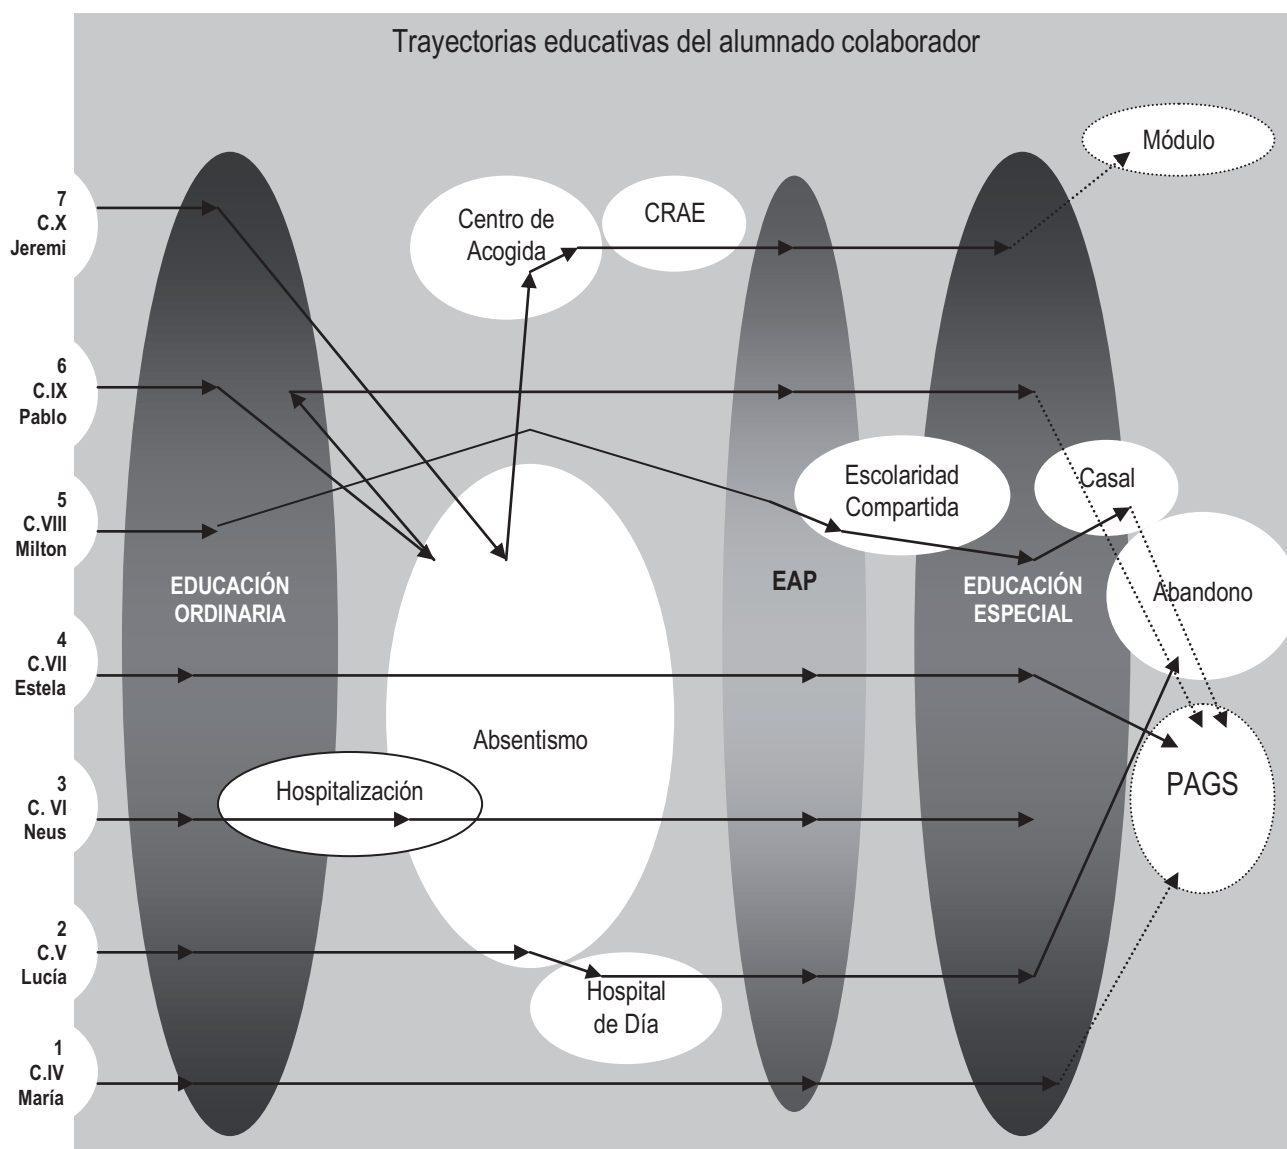 Trayectorias educativas del alumnado colaborador
Módulo
7
C.X
Jeremi
Centro de
Acogida
CRAE
6
C.IX
Pablo
5
C.VIII
Milton
Escolaridad
Compartida
Casal
EDUCACIÓN
ORDINARIA
EAP
EDUCACIÓN
ESPECIAL
Abandono
4
C.VII
Estela
Absentismo
3
C. VI
Neus
Hospitalización
PAGS
2
C.V
Lucía
Hospital
de Día
1
C.IV
María